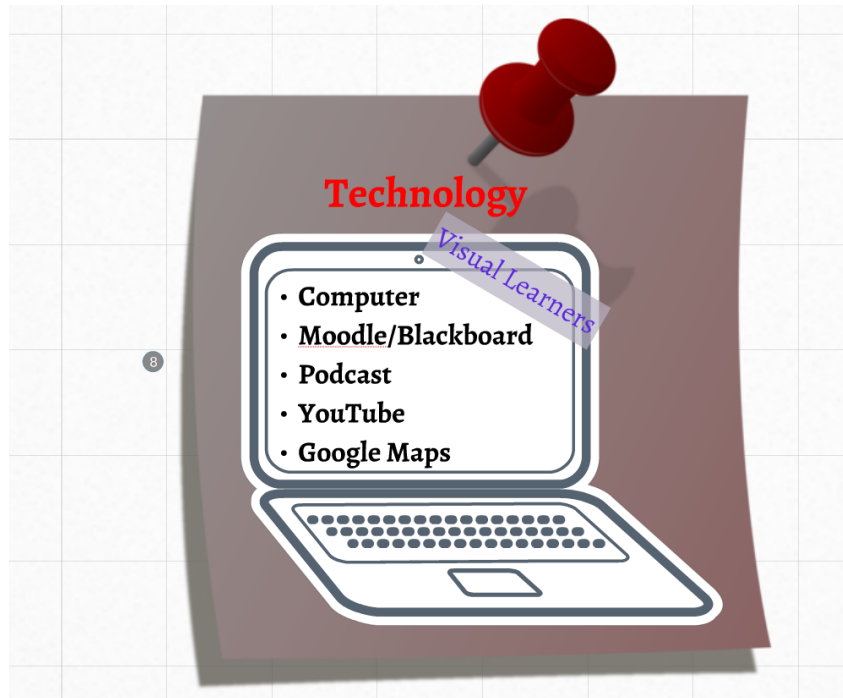 Technology
Visual Learners
• Computer
• Moodle/Blackboard
• Podcast
• YouTube
• Google Maps
8